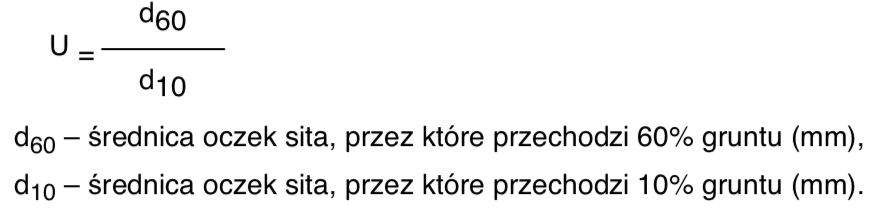 d60
U =
d10
d60 – średnica oczek sita, przez które przechodzi 60% gruntu (mm),
d10 – średnica oczek sita, przez które przechodzi 10% gruntu (mm).